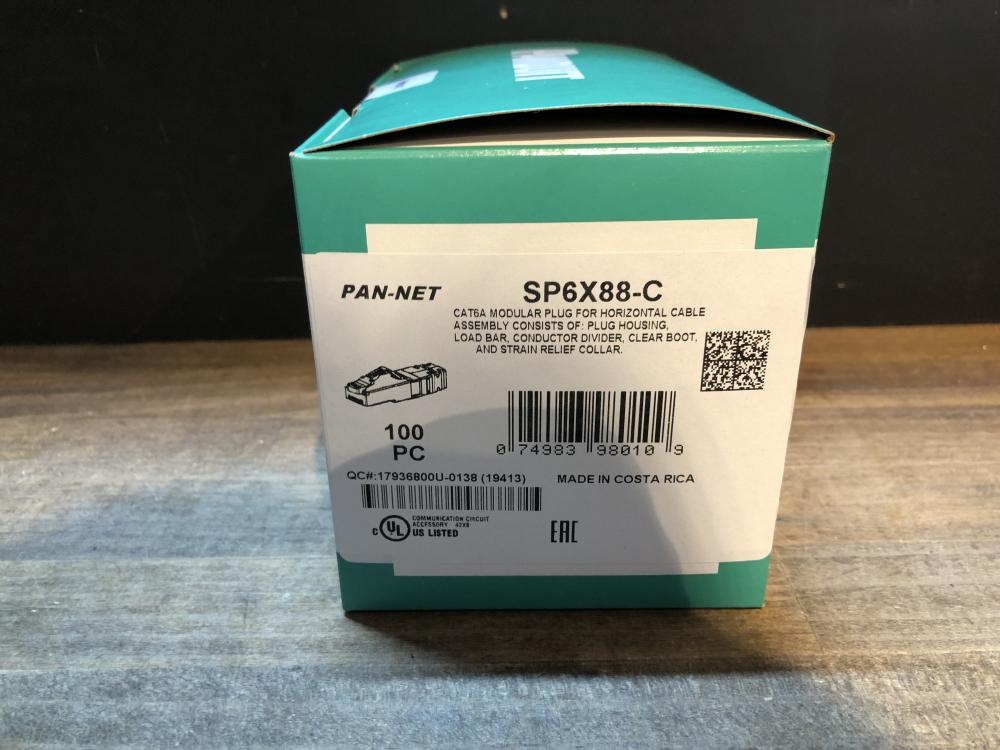 PAN-NET
SP6X88-C
CAT6A MODULAR PLUG FOR HORIZONTAL CABLE
ASSEMBLY CONSISTS OF: PLUG HOUSING,
LOAD BAR, CONDUCTOR DIVIDER, CLEAR BOOT,
AND STRAIN RELIEF COLLAR.
100
PC
0 74983 98010 9
QC#:17936800U-0138 (19413)
MADE IN COSTA RICA
COMMUNICATION CIRCUIT
ACCESSORY 42X8
C UL US LISTED
EAC